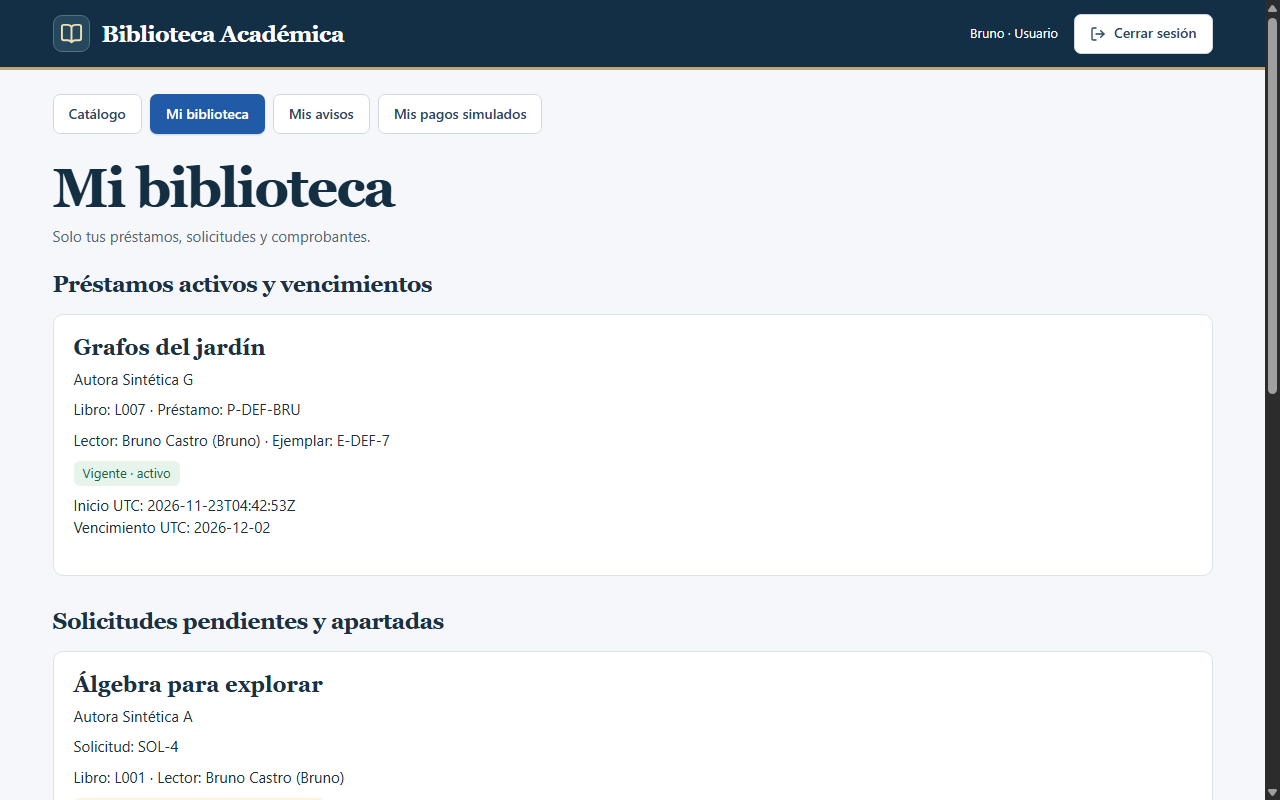 Biblioteca Académica
Bruno · Usuario
Cerrar sesión
Catálogo
Mi biblioteca
Mis avisos
Mis pagos simulados
Mi biblioteca
Solo tus préstamos, solicitudes y comprobantes.
Préstamos activos y vencimientos
Grafos del jardín
Autora Sintética G
Libro: L007 · Préstamo: P-DEF-BRU
Lector: Bruno Castro (Bruno) · Ejemplar: E-DEF-7
Vigente · activo
Inicio UTC: 2026-11-23T04:42:53Z
Vencimiento UTC: 2026-12-02
Solicitudes pendientes y apartadas
Álgebra para explorar
Autora Sintética A
Solicitud: SOL-4
Libro: L001 · Lector: Bruno Castro (Bruno)